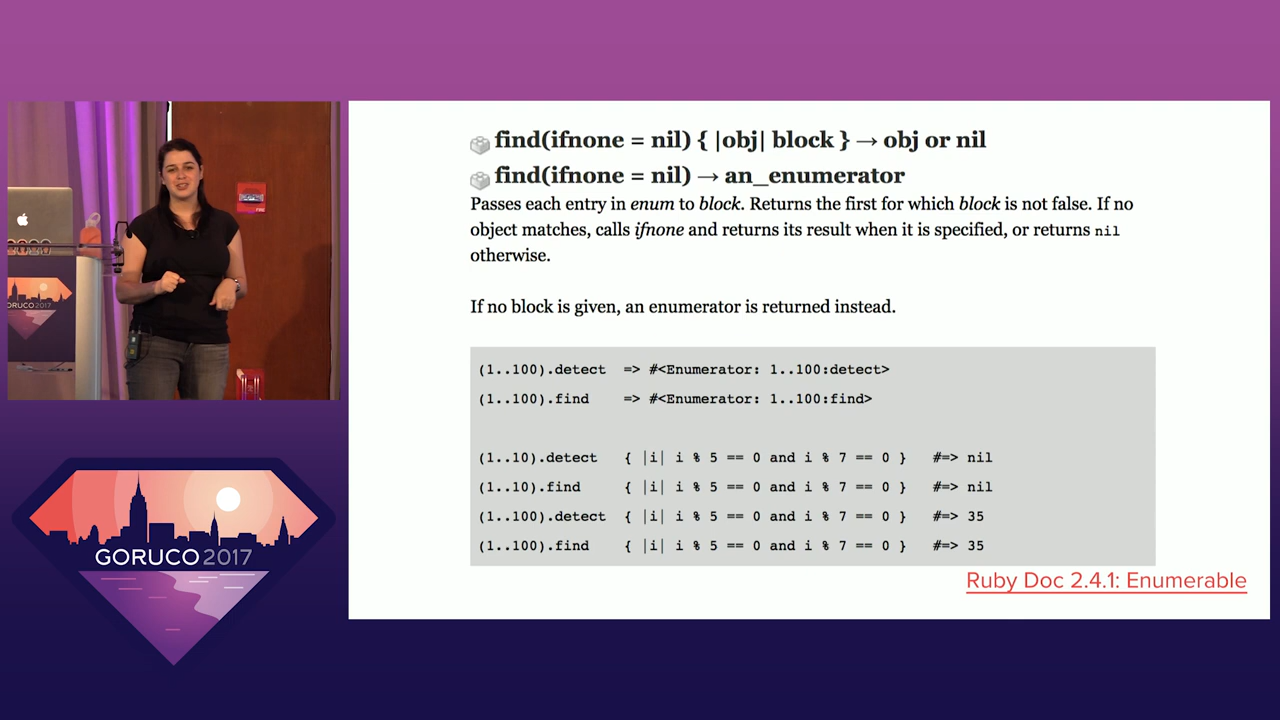 find(ifnone = nil) { |obj| block } → obj or nil
find(ifnone = nil) → an_enumerator
Passes each entry in enum to block. Returns the first for which block is not false. If no
object matches, calls ifnone and returns its result when it is specified, or returns nil
otherwise.
If no block is given, an enumerator is returned instead.
(1..100).detect => #<Enumerator: 1..100:detect>
(1..100).find => #<Enumerator: 1..100:find>
(1..10).detect { |i| i % 5 == 0 and i % 7 == 0 } #=> nil
(1..10).find { |i| i % 5 == 0 and i % 7 == 0 } #=> nil
(1..100).detect { |i| i % 5 == 0 and i % 7 == 0 } #=> 35
(1..100).find { |i| i % 5 == 0 and i % 7 == 0 } #=> 35
Ruby Doc 2.4.1: Enumerable
FIRE
ORUCO 2017
GORUCO 2017